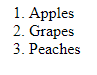 1. Apples
2. Grapes
3. Peaches